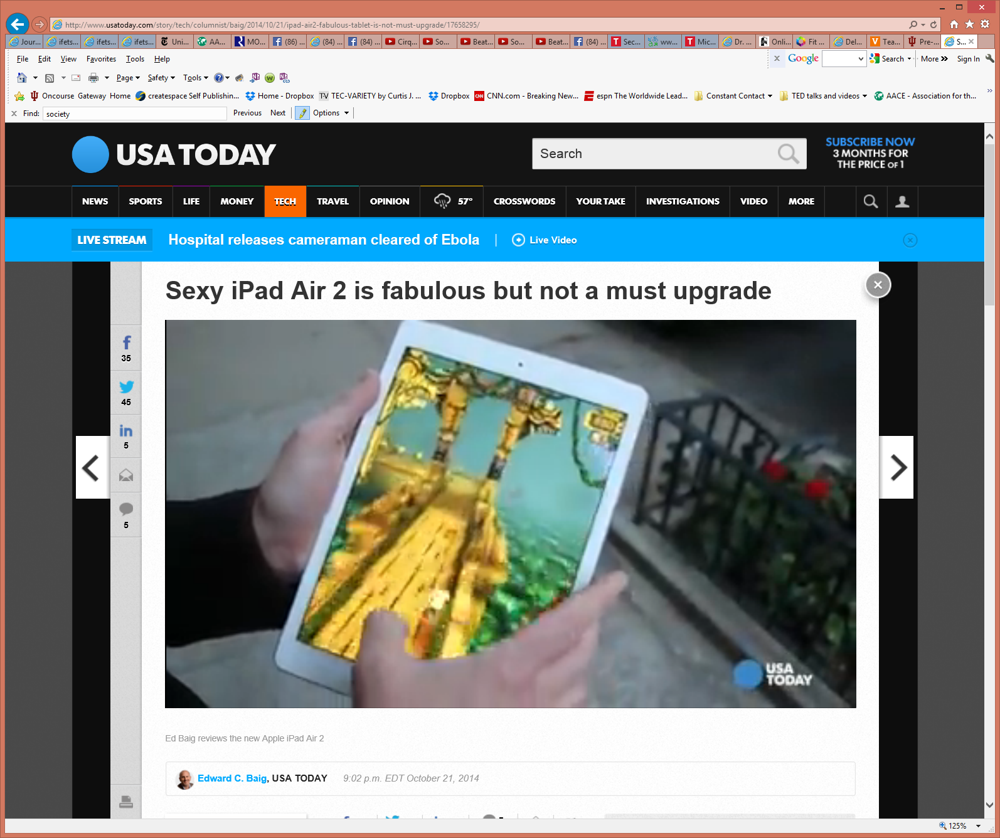 http://www.usatoday.com/story/tech/columnist/baig/2014/10/21/ipad-air2-fabulous-tablet-is-not-must-upgrade/17658295/
Jour... ifets... ifets... ifets... Uni... AA... MO... (86) ... (84) ... (84) ... Cirq... So... Beat... So... Beat... (84) ... Sec... www... Mic... Dr. ... Onli... Fit ... Del... Tea... Pre-... S...
File Edit View Favorites Tools Help
x Google Search More » Sign In
Page Safety Tools
Oncourse Gateway Home createspace Self Publishin... Home - Dropbox TEC-VARIETY by Curtis J. ... Dropbox CNN.com - Breaking New... espn The Worldwide Lead... Constant Contact TED talks and videos AACE - Association for th... »
x Find: society Previous Next Options
USA TODAY
Search
SUBSCRIBE NOW
3 MONTHS FOR
THE PRICE OF 1
NEWS SPORTS LIFE MONEY TECH TRAVEL OPINION 57° CROSSWORDS YOUR TAKE INVESTIGATIONS VIDEO MORE
LIVE STREAM Hospital releases cameraman cleared of Ebola | Live Video
Sexy iPad Air 2 is fabulous but not a must upgrade
35
45
in
5
5
USA
TODAY
Ed Baig reviews the new Apple iPad Air 2
Edward C. Baig, USA TODAY 9:02 p.m. EDT October 21, 2014
125%